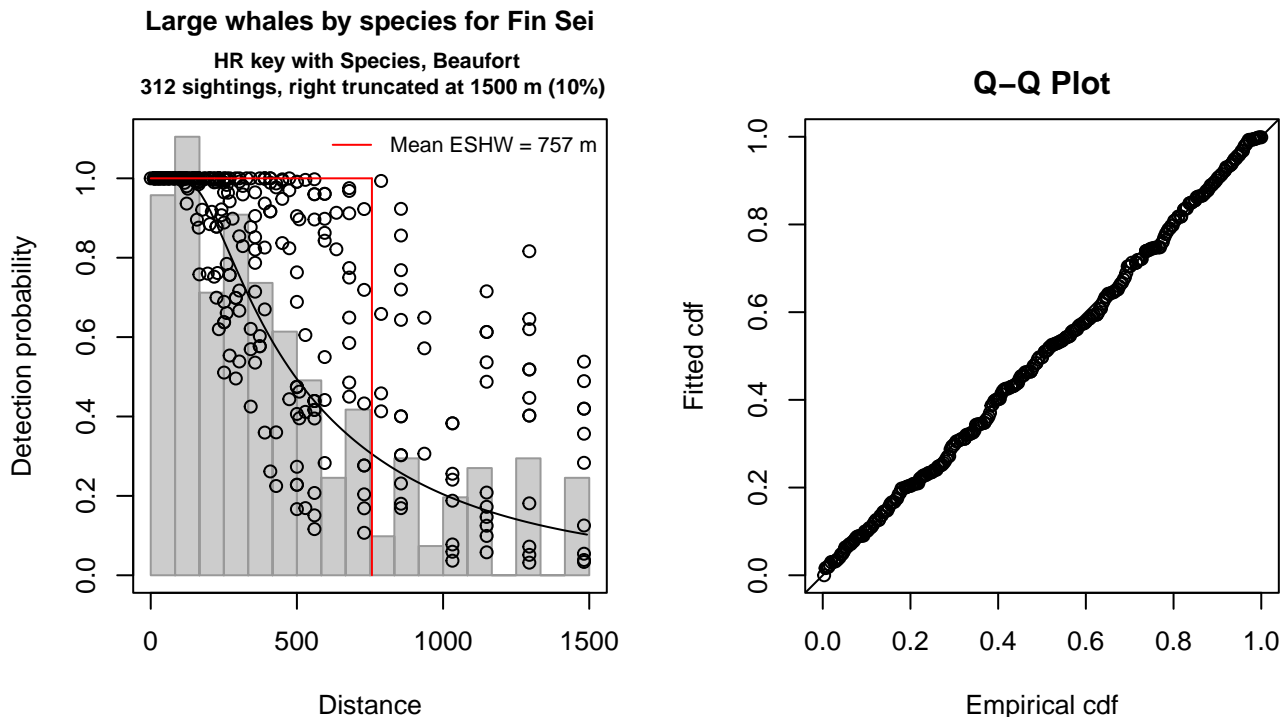 Large whales by species for Fin Sei
HR key with Species, Beaufort
312 sightings, right truncated at 1500 m (10%)
Mean ESHW = 757 m
Detection probability
1.0
0.8
0.6
0.4
0.2
0.0
0 500 1000 1500
Distance
Q−Q Plot
Fitted cdf
1.0
0.8
0.6
0.4
0.2
0.0
0.0 0.2 0.4 0.6 0.8 1.0
Empirical cdf